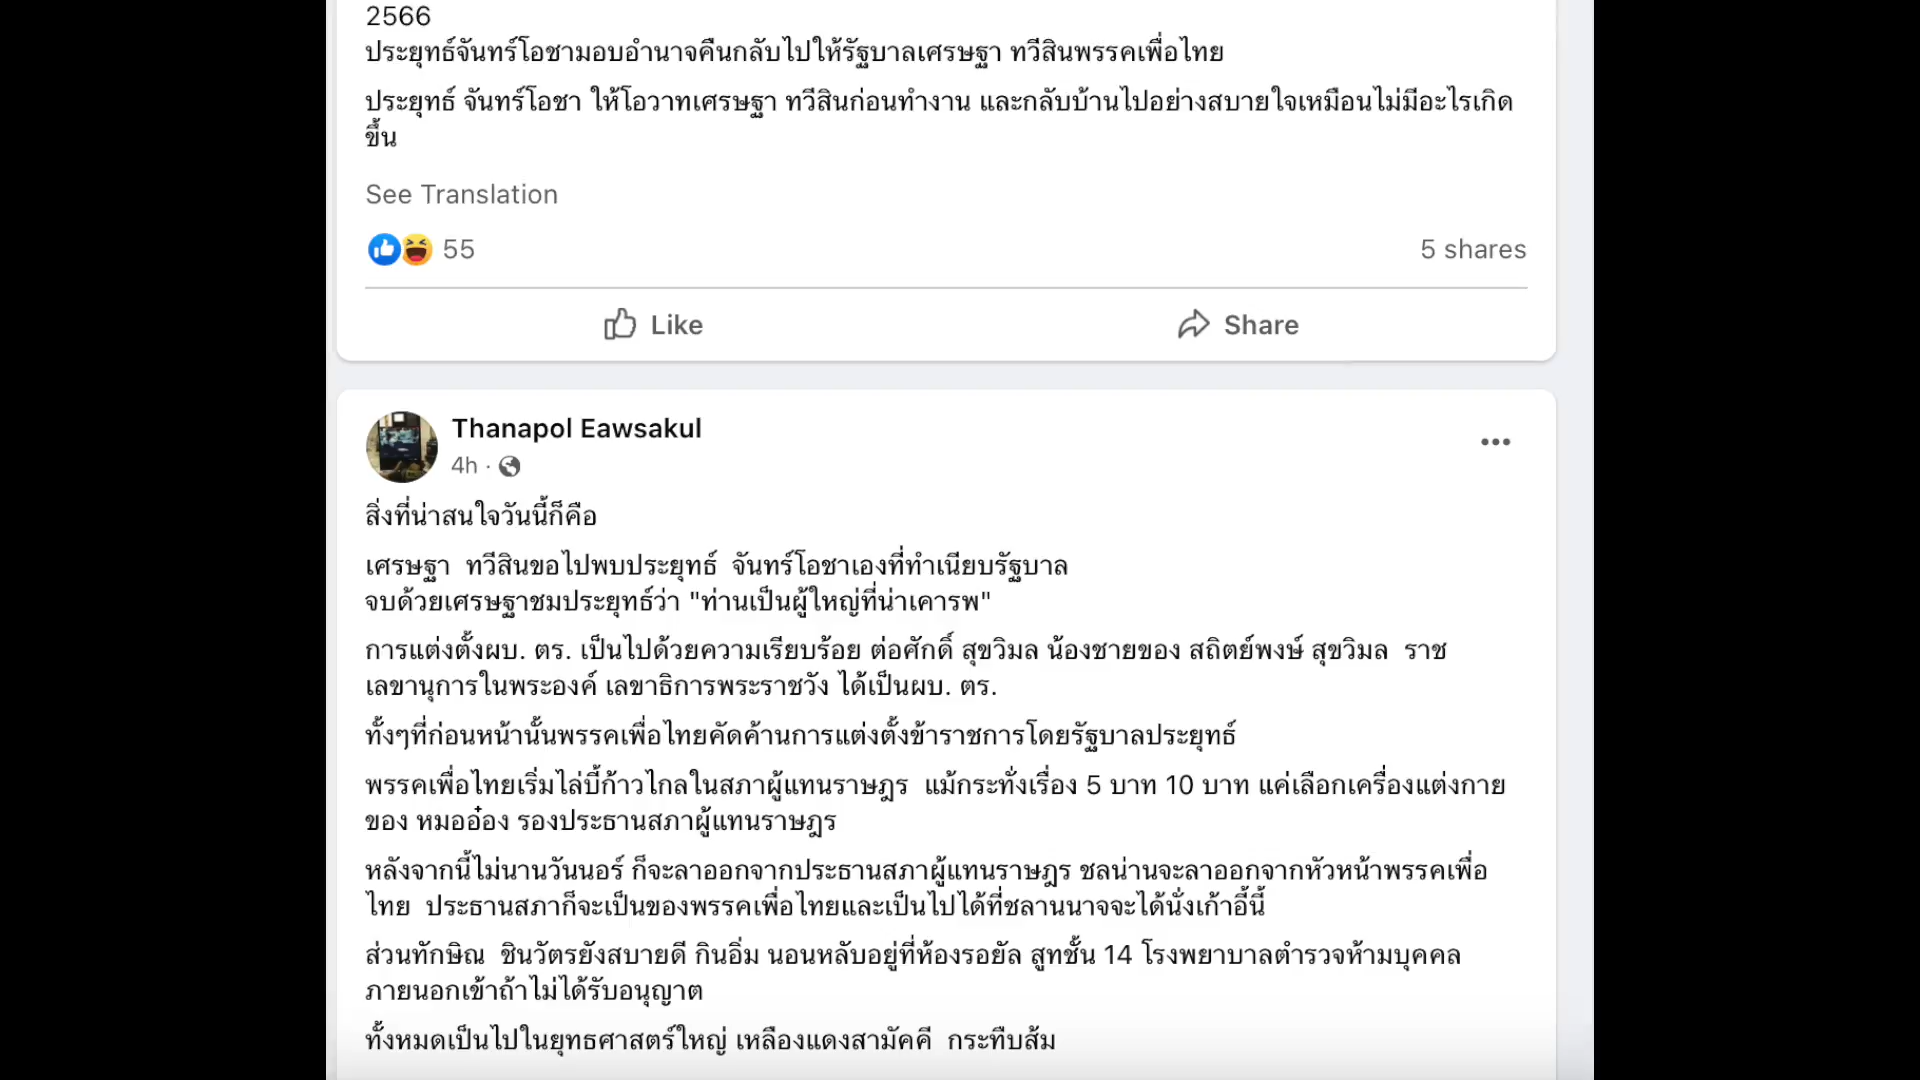 2566
ประยุทธ์จันทร์โอชามอบอำนาจคืนกลับไปให้รัฐบาลเศรษฐา ทวีสินพรรคเพื่อไทย
ประยุทธ์ จันทร์โอชา ให้โอวาทเศรษฐา ทวีสินก่อนทำงาน และกลับบ้านไปอย่างสบายใจเหมือนไม่มีอะไรเกิด
ขึ้น
See Translation
55
5 shares
Like
Share
Thanapol Eawsakul
4h ·
สิ่งที่น่าสนใจวันนี้ก็คือ
เศรษฐา ทวีสินขอไปพบประยุทธ์ จันทร์โอชาเองที่ทำเนียบรัฐบาล
จบด้วยเศรษฐาชมประยุทธ์ว่า "ท่านเป็นผู้ใหญ่ที่น่าเคารพ"
การแต่งตั้งผบ. ตร. เป็นไปด้วยความเรียบร้อย ต่อศักดิ์ สุขวิมล น้องชายของ สถิตย์พงษ์ สุขวิมล ราช
เลขานุการในพระองค์ เลขาธิการพระราชวัง ได้เป็นผบ. ตร.
ทั้งๆที่ก่อนหน้านั้นพรรคเพื่อไทยคัดค้านการแต่งตั้งข้าราชการโดยรัฐบาลประยุทธ์
พรรคเพื่อไทยเริ่มไล่บี้ก้าวไกลในสภาผู้แทนราษฎร แม้กระทั่งเรื่อง 5 บาท 10 บาท แค่เลือกเครื่องแต่งกาย
ของ หมออ๋อง รองประธานสภาผู้แทนราษฎร
หลังจากนี้ไม่นานวันนอร์ ก็จะลาออกจากประธานสภาผู้แทนราษฎร ชลน่านจะลาออกจากหัวหน้าพรรคเพื่อ
ไทย ประธานสภาก็จะเป็นของพรรคเพื่อไทยและเป็นไปได้ที่ชลานนาจจะได้นั่งเก้าอี้นี้
ส่วนทักษิณ ชินวัตรยังสบายดี กินอิ่ม นอนหลับอยู่ที่ห้องรอยัล สูทชั้น 14 โรงพยาบาลตำรวจห้ามบุคคล
ภายนอกเข้าถ้าไม่ได้รับอนุญาต
ทั้งหมดเป็นไปในยุทธศาสตร์ใหญ่ เหลืองแดงสามัคคี กระทืบส้ม